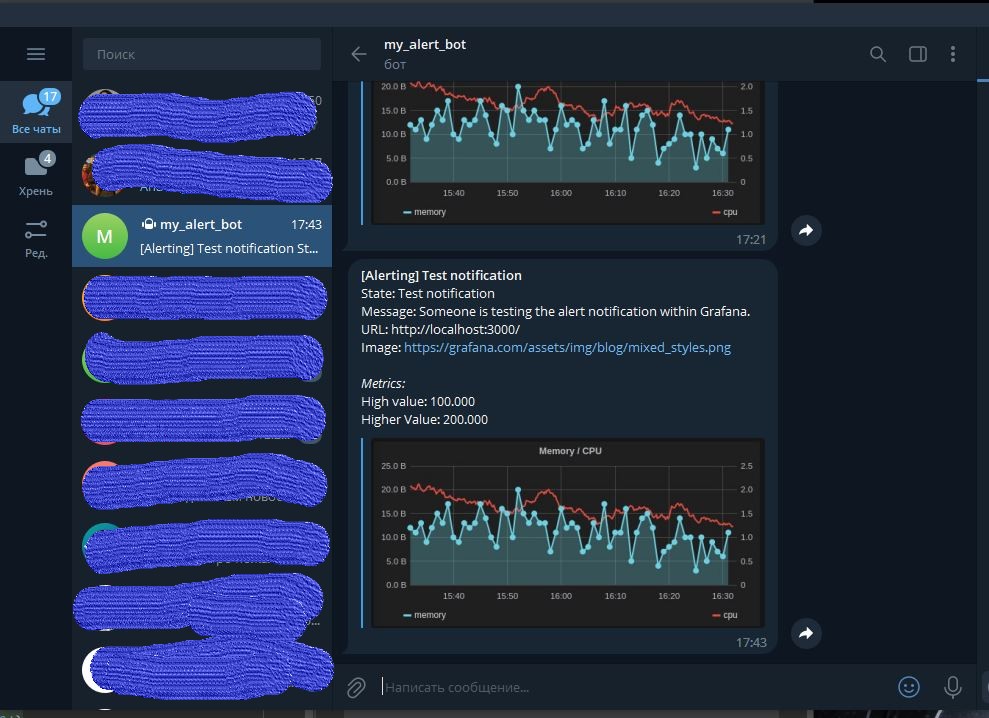 Поиск
my_alert_bot
бот
17
Все чаты
4
Хрень
Ред.
my_alert_bot 17:43
[Alerting] Test notification St...
M
20.0 B 2.0
15.0 B 1.5
10.0 B 1.0
5.0 B 0.5
0.0 B 0
15:40 15:50 16:00 16:10 16:20 16:30
memory cpu
17:21
[Alerting] Test notification
State: Test notification
Message: Someone is testing the alert notification within Grafana.
URL: http://localhost:3000/
Image: https://grafana.com/assets/img/blog/mixed_styles.png
Metrics:
High value: 100.000
Higher Value: 200.000
Memory / CPU
25.0 B 2.5
20.0 B 2.0
15.0 B 1.5
10.0 B 1.0
5.0 B 0.5
0.0 B 0
15:40 15:50 16:00 16:10 16:20 16:30
memory cpu
17:43
Написать сообщение...